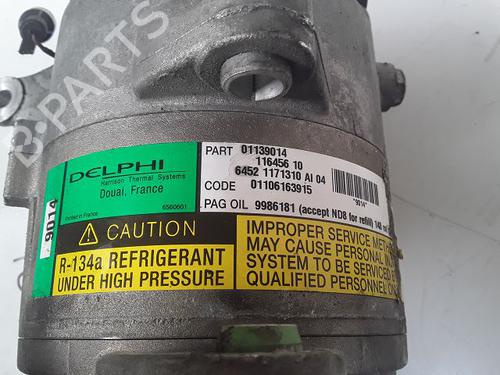 B-PARTS
DELPHI
Harrison Thermal Systems
Douai, France
Printed in France
6560601
9014
PART 01139014
116456 10
6452 1171310 AI 04
CODE 01106163915
"9014"
PAG OIL 9986181 (accept ND8 for refill) 140
CAUTION
R-134a REFRIGERANT
UNDER HIGH PRESSURE
IMPROPER SERVICE
MAY CAUSE PERSONAL
SYSTEM TO BE SERVICED
QUALIFIED PERSONNEL